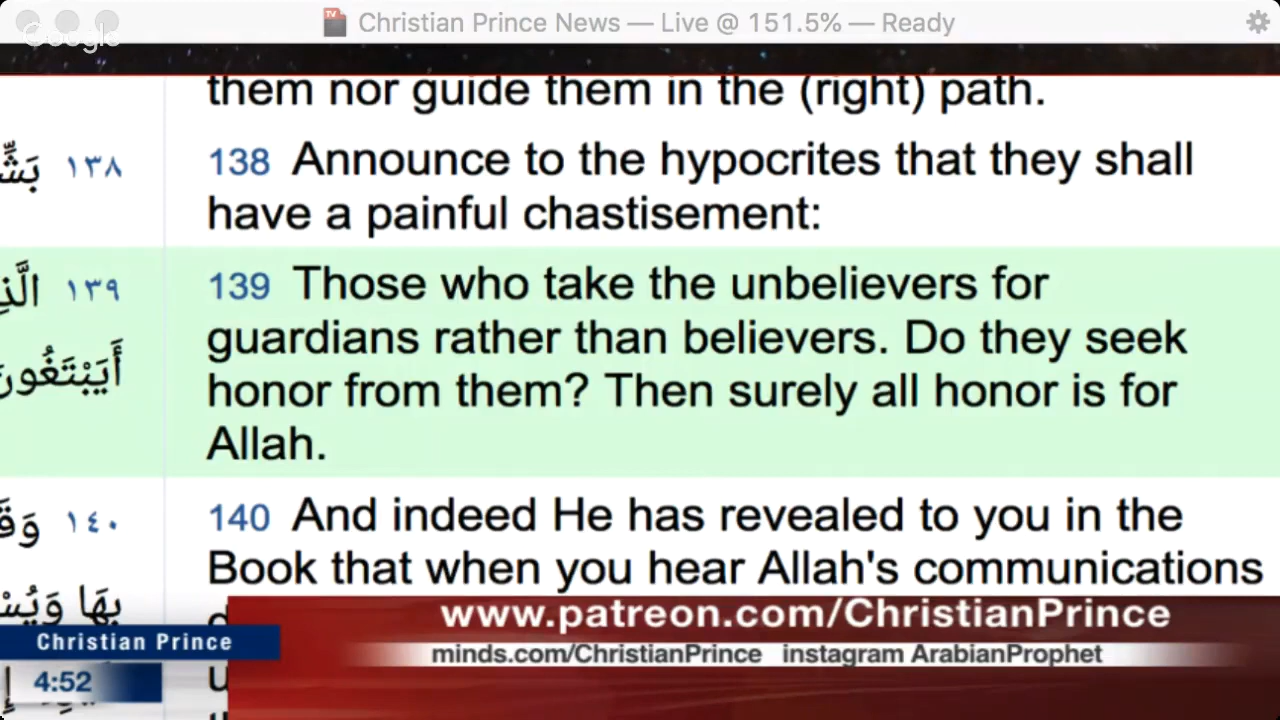 Christian Prince News — Live @ 151.5% — Ready
Google
them nor guide them in the (right) path.
138 Announce to the hypocrites that they shall
have a painful chastisement:
١٣٨ بَشِّ
139 Those who take the unbelievers for
guardians rather than believers. Do they seek
honor from them? Then surely all honor is for
Allah.
١٣٩ الَّذِ
أَيَبْتَغُونَ
140 And indeed He has revealed to you in the
Book that when you hear Allah's communications
١٤٠ وَقَ
www.patreon.com/ChristianPrince
minds.com/ChristianPrince instagram ArabianProphet
Christian Prince
4:52